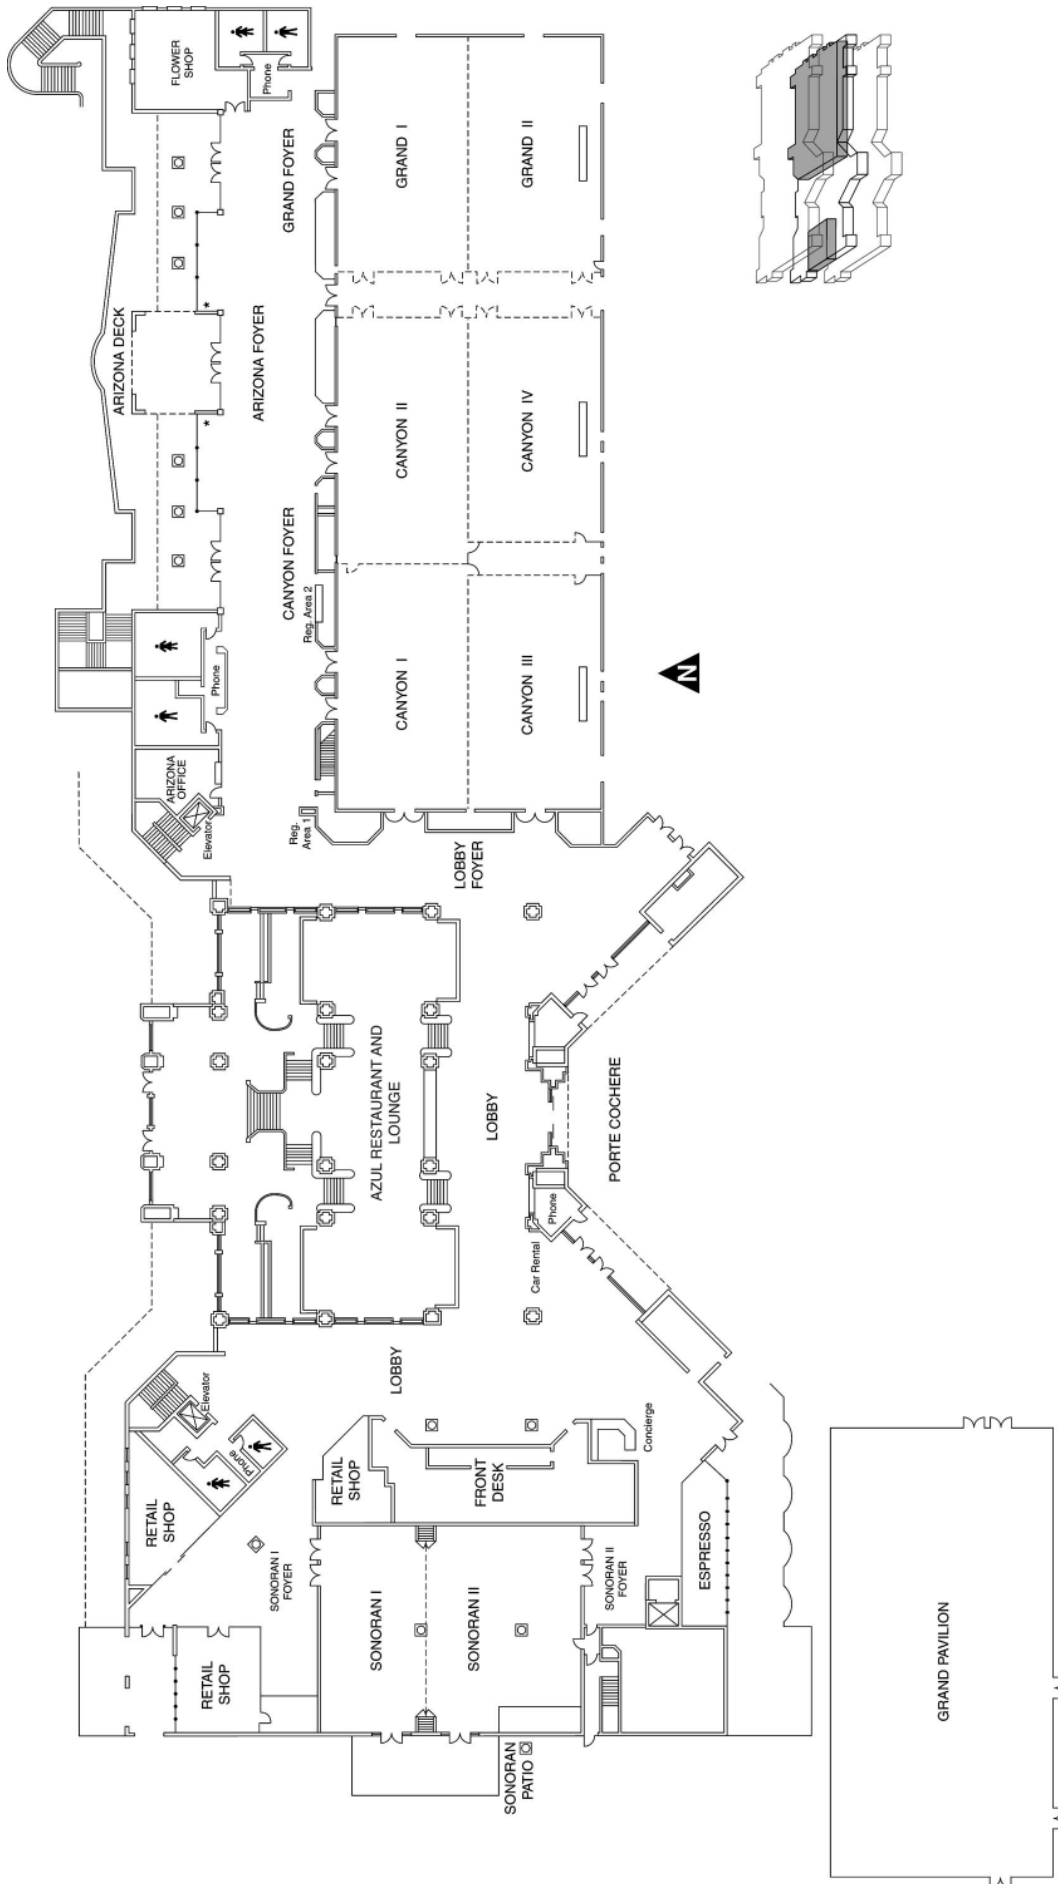 FLOWER
SHOP
Phone
GRAND FOYER
GRAND I
GRAND II
ARIZONA DECK
*
ARIZONA FOYER
*
CANYON II
CANYON IV
CANYON FOYER
Reg. Area 2
Phone
CANYON I
CANYON III
N
ARIZONA
OFFICE
Elevator
Reg.
Area 1
LOBBY
FOYER
AZUL RESTAURANT AND
LOUNGE
LOBBY
PORTE COCHERE
Phone
Car Rental
LOBBY
Elevator
Phone
Concierge
RETAIL
SHOP
RETAIL
SHOP
FRONT
DESK
ESPRESSO
SONORAN I
FOYER
SONORAN II
FOYER
SONORAN I
SONORAN II
RETAIL
SHOP
SONORAN
PATIO
GRAND PAVILION